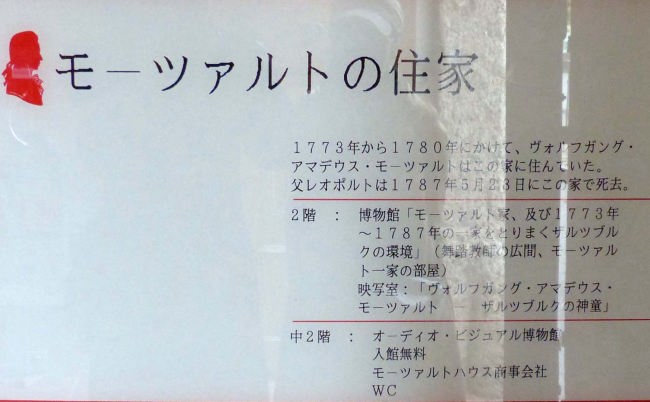 モーツァルトの住家
1773年から1780年にかけて、ヴォルフガング・
アマデウス・モーツァルトはこの家に住んていた。
父レオポルトは1787年5月28日にこの家で死去。
2階 : 博物館「モーツァルト家、及び1773年
～1787年の一家をとりまくザルツブル
クの環境」(舞踏教師の広間、モーツァル
ト一家の部屋)
映写室:「ヴォルフガング・アマデウス・
モーツァルト － ザルツブルクの神童」
中2階 : オーディオ・ビジュアル博物館
入館無料
モーツァルトハウス商事会社
WC